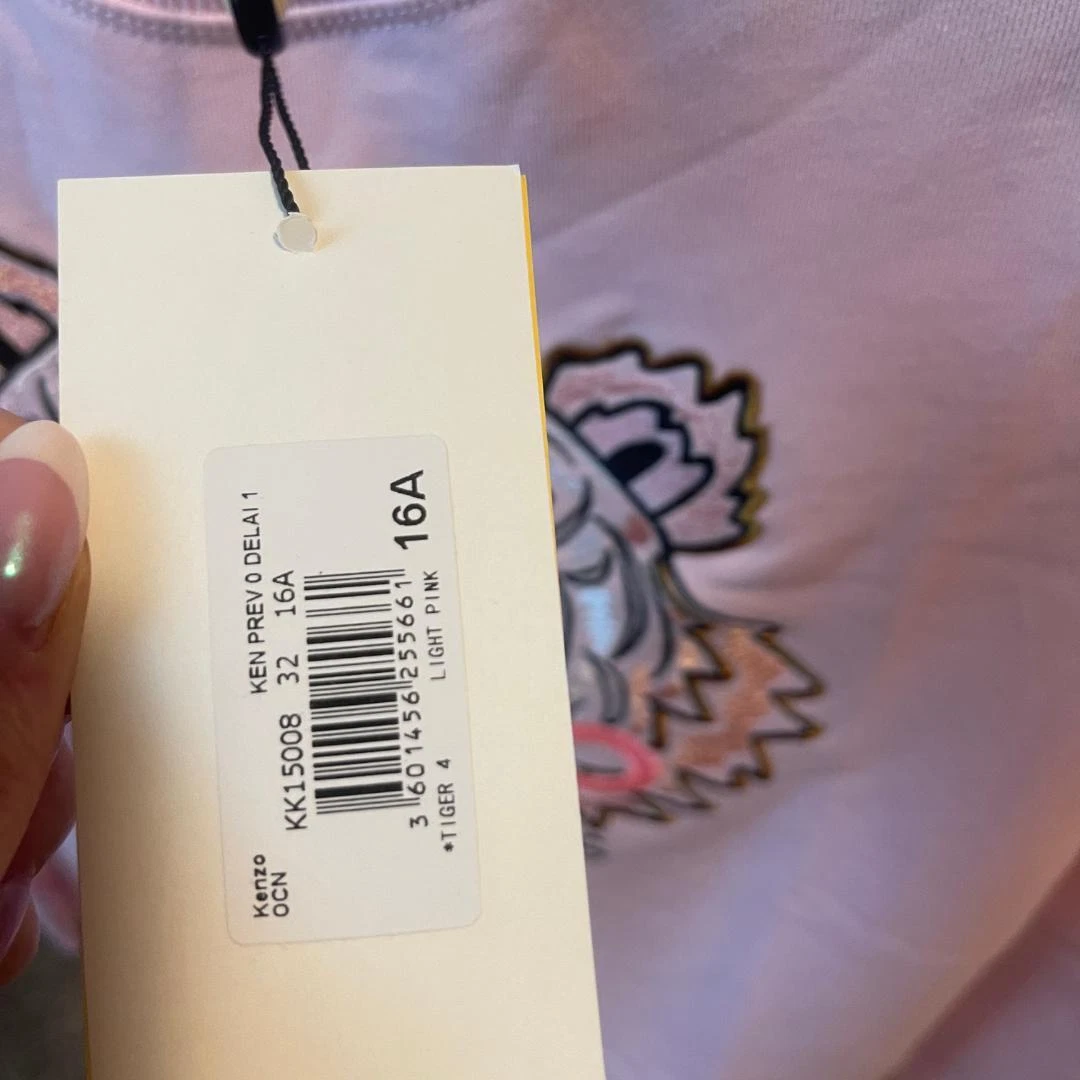 Kenzo KEN PREV 0 DELAI 1
OCN
KK15008 32 16A
3 601456 255661 16A
*TIGER 4 LIGHT PINK